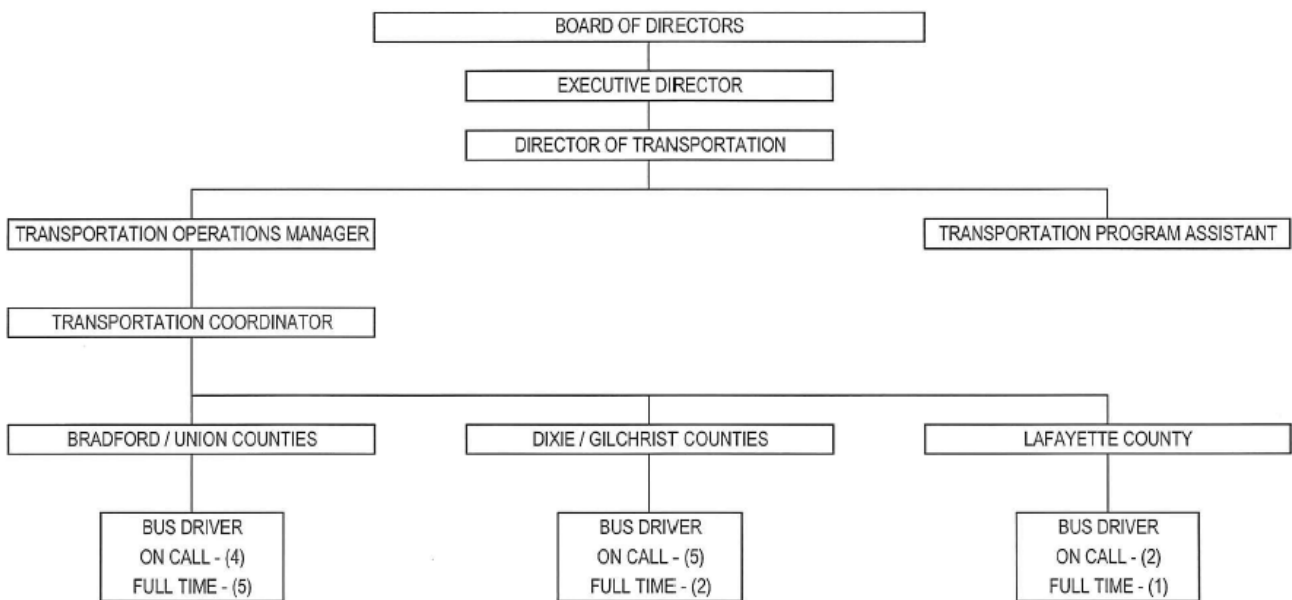 BOARD OF DIRECTORS
EXECUTIVE DIRECTOR
DIRECTOR OF TRANSPORTATION
TRANSPORTATION OPERATIONS MANAGER
TRANSPORTATION PROGRAM ASSISTANT
TRANSPORTATION COORDINATOR
BRADFORD / UNION COUNTIES
DIXIE / GILCHRIST COUNTIES
LAFAYETTE COUNTY
BUS DRIVER
ON CALL - (4)
FULL TIME - (5)
BUS DRIVER
ON CALL - (5)
FULL TIME - (2)
BUS DRIVER
ON CALL - (2)
FULL TIME - (1)